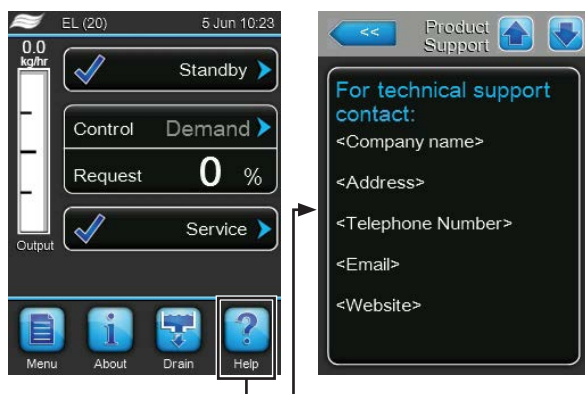 EL (20) 5 Jun 10:23
0.0
kg/hr
Standby
Control Demand
Request 0 %
Output
Service
Menu About Drain Help
<< Product
Support
For technical support
contact:
<Company name>
<Address>
<Telephone Number>
<Email>
<Website>